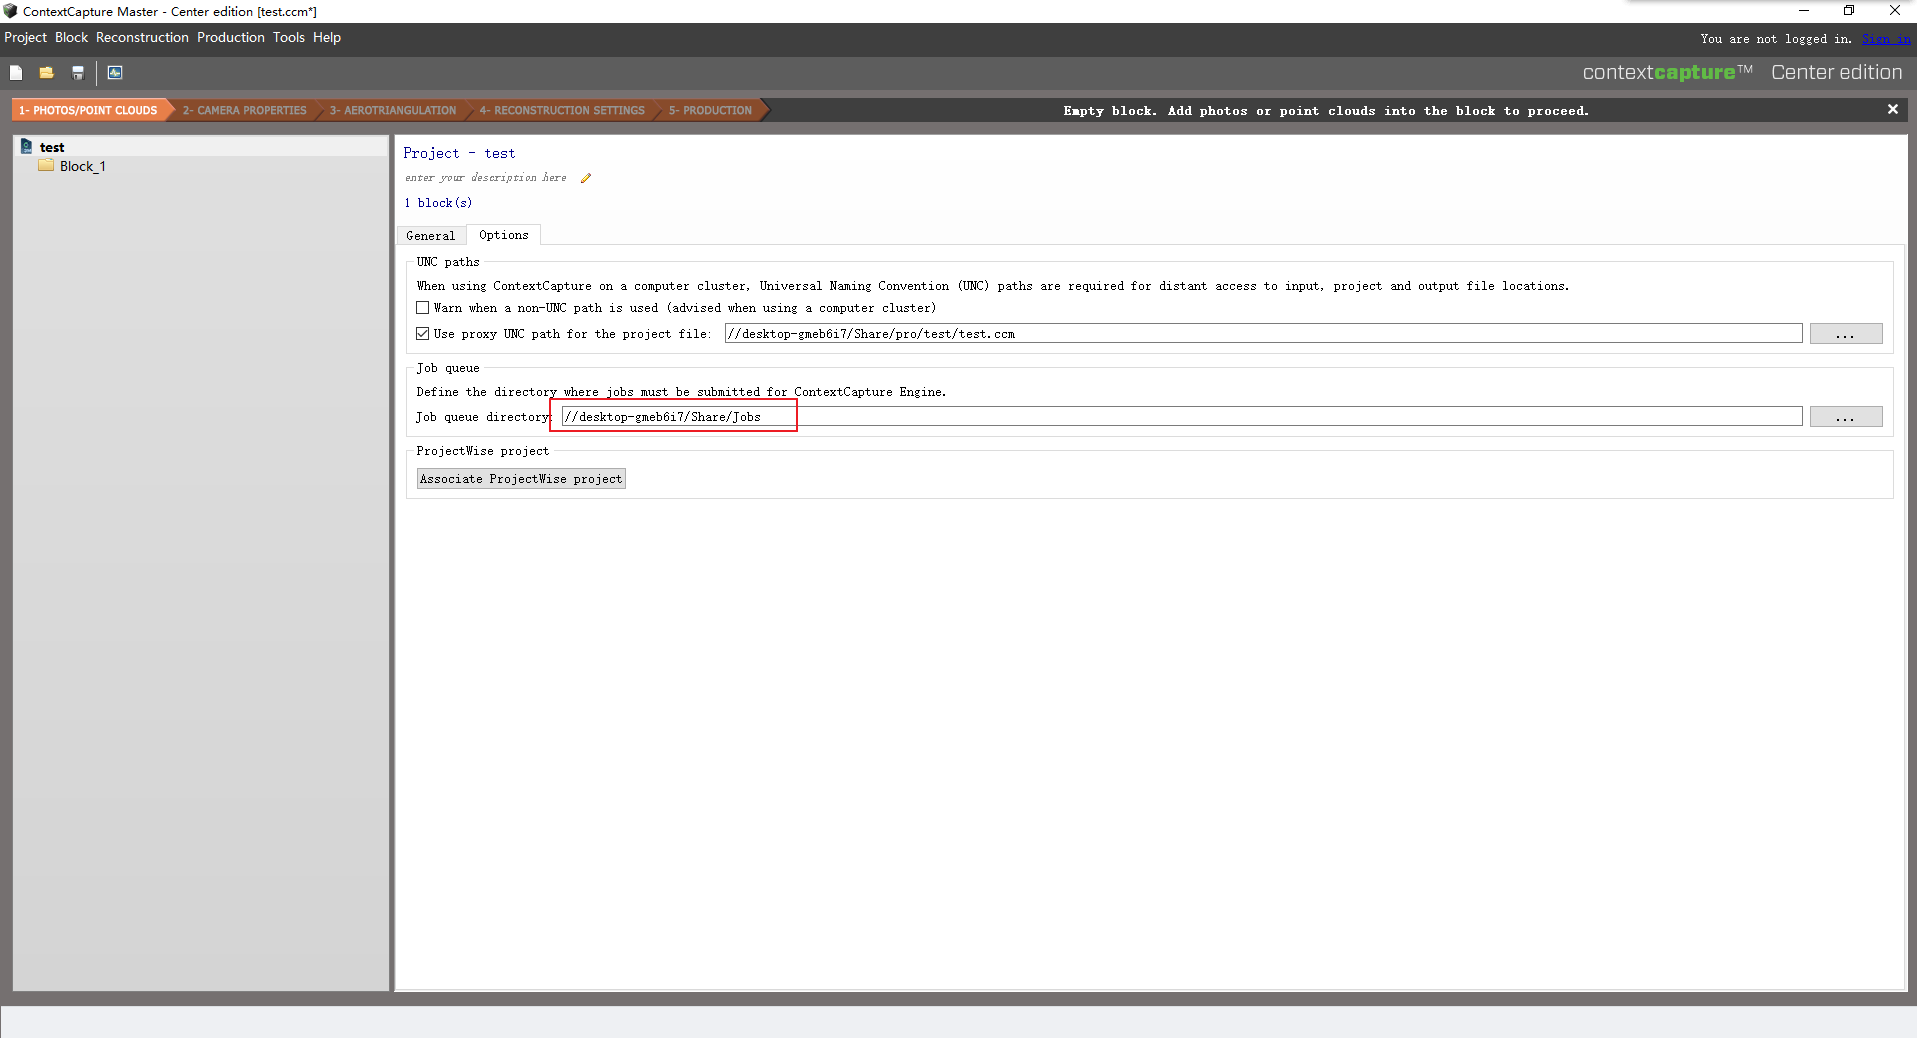 ContextCapture Master - Center edition [test.ccm*]
Project Block Reconstruction Production Tools Help
You are not logged in. Sign in
contextcapture™ Center edition
1- PHOTOS/POINT CLOUDS 2- CAMERA PROPERTIES 3- AEROTRIANGULATION 4- RECONSTRUCTION SETTINGS 5- PRODUCTION
Empty block. Add photos or point clouds into the block to proceed.
test
Block_1
Project - test
enter your description here
1 block(s)
General Options
UNC paths
When using ContextCapture on a computer cluster, Universal Naming Convention (UNC) paths are required for distant access to input, project and output file locations.
Warn when a non-UNC path is used (advised when using a computer cluster)
Use proxy UNC path for the project file: //desktop-gmeb6i7/Share/pro/test/test.ccm ...
Job queue
Define the directory where jobs must be submitted for ContextCapture Engine.
Job queue directory: //desktop-gmeb6i7/Share/Jobs ...
ProjectWise project
Associate ProjectWise project